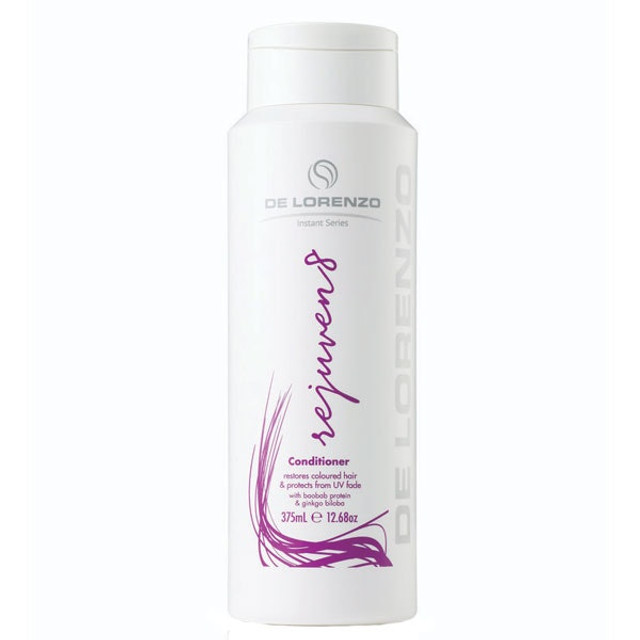 DE LORENZO
Instant Series
rejuven8
Conditioner
restores coloured hair
& protects from UV fade
with baobab protein
& ginkgo biloba
375mL ℮ 12.68oz
DE LORENZO